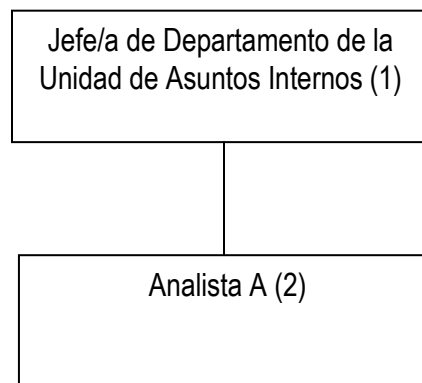 Jefe/a de Departamento de la
Unidad de Asuntos Internos (1)
Analista A (2)